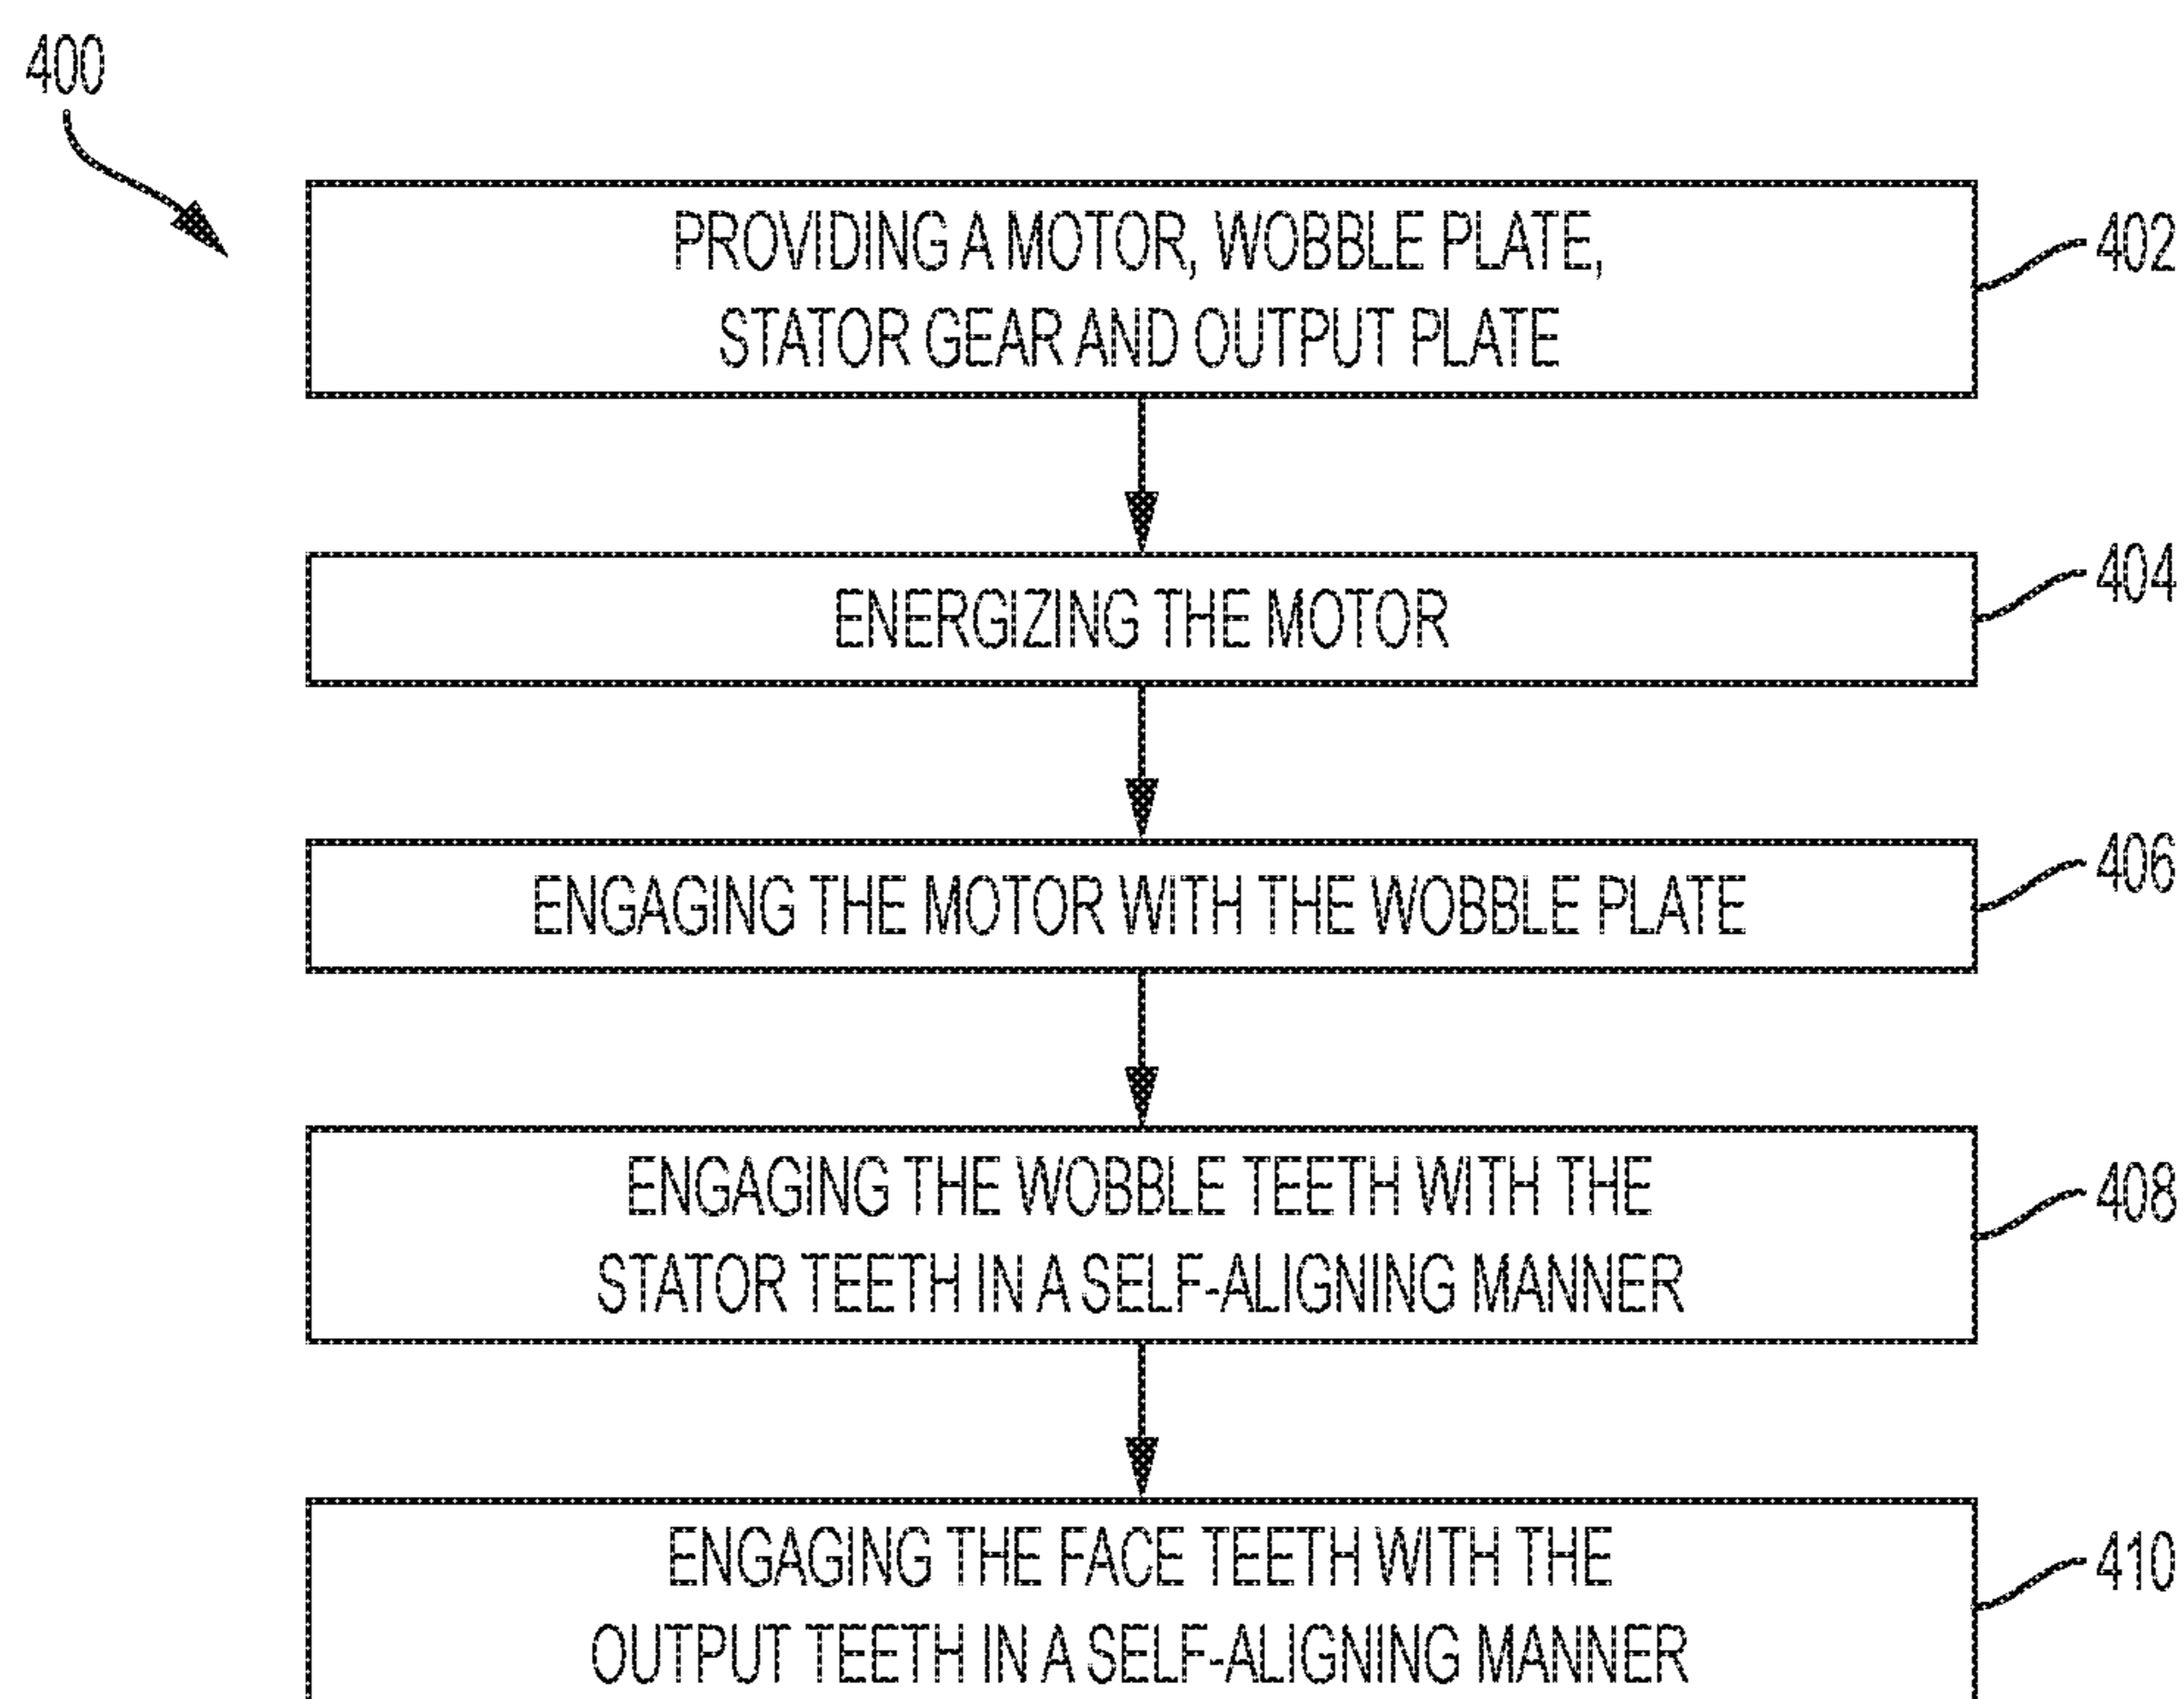 400
PROVIDING A MOTOR, WOBBLE PLATE,
STATOR GEAR AND OUTPUT PLATE
402
ENERGIZING THE MOTOR
404
ENGAGING THE MOTOR WITH THE WOBBLE PLATE
406
ENGAGING THE WOBBLE TEETH WITH THE
STATOR TEETH IN A SELF-ALIGNING MANNER
408
ENGAGING THE FACE TEETH WITH THE
OUTPUT TEETH IN A SELF-ALIGNING MANNER
410